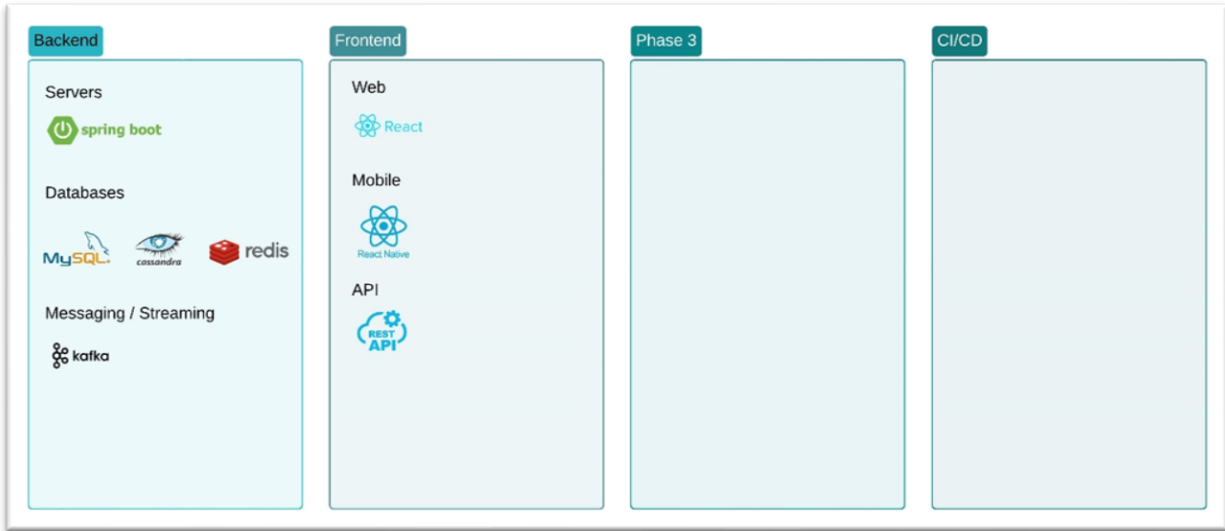 Backend
Servers
spring boot
Databases
MySQL.
cassandra
redis
Messaging / Streaming
kafka
Frontend
Web
React
Mobile
React Native
API
REST
API
Phase 3
CI/CD